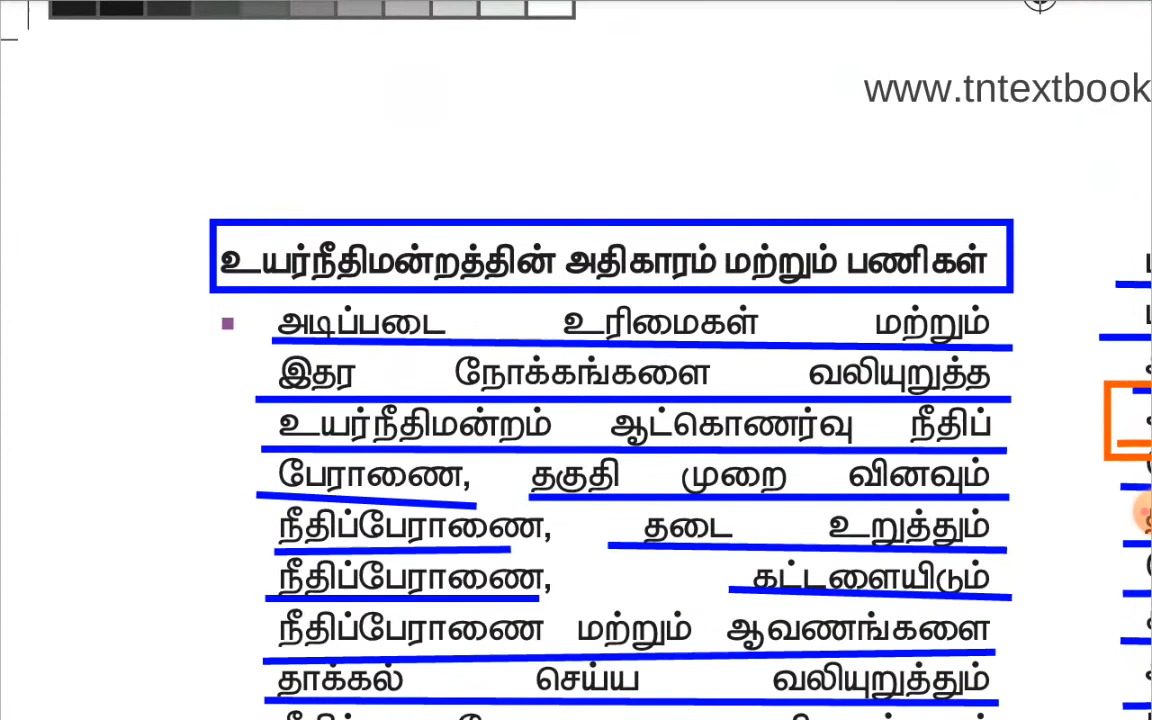 www.tntextbook
உயர்நீதிமன்றத்தின் அதிகாரம் மற்றும் பணிகள்
அடிப்படை உரிமைகள் மற்றும்
இதர நோக்கங்களை வலியுறுத்த
உயர்நீதிமன்றம் ஆட்கொணர்வு நீதிப்
பேராணை, தகுதி முறை வினவும்
நீதிப்பேராணை, தடை உறுத்தும்
நீதிப்பேராணை, கட்டளையிடும்
நீதிப்பேராணை மற்றும் ஆவணங்களை
தாக்கல் செய்ய வலியுறுத்தும்